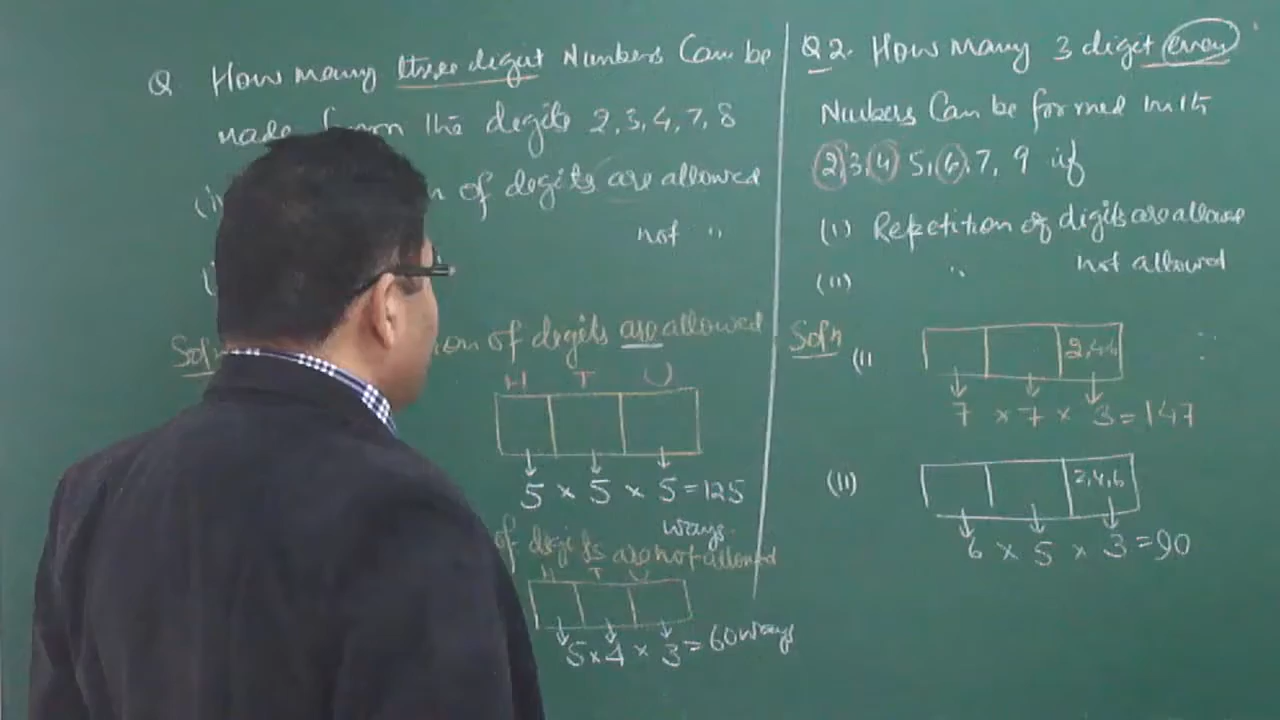 Q. How many three digit Numbers Can be
made from the digits 2, 3, 4, 7, 8
(i) of digits are allowed
not "
Soln of digits are allowed
H T U
5 × 5 × 5 = 125
ways
of digits are not allowed
H T U
5 × 4 × 3 = 60 ways
Q2. How many 3 digit even
Numbers Can be formed with
2, 3, 4, 5, 6, 7, 9 if
(i) Repetition of digits are allowe
(ii) " not allowed
Soln (i)
2,4,6
7 × 7 × 3 = 147
(ii)
2,4,6
6 × 5 × 3 = 90